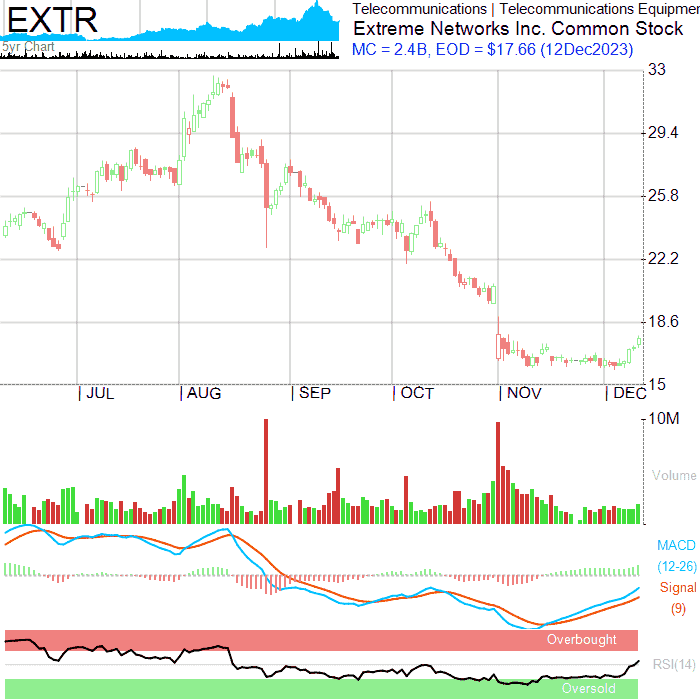 EXTR
5yr Chart
Telecommunications | Telecommunications Equipmen
Extreme Networks Inc. Common Stock
MC = 2.4B, EOD = $17.66 (12Dec2023)
33
29.4
25.8
22.2
18.6
15
| JUL | AUG | SEP | OCT | NOV | DEC
10M
Volume
MACD
(12-26)
Signal
(9)
Overbought
RSI(14)
Oversold